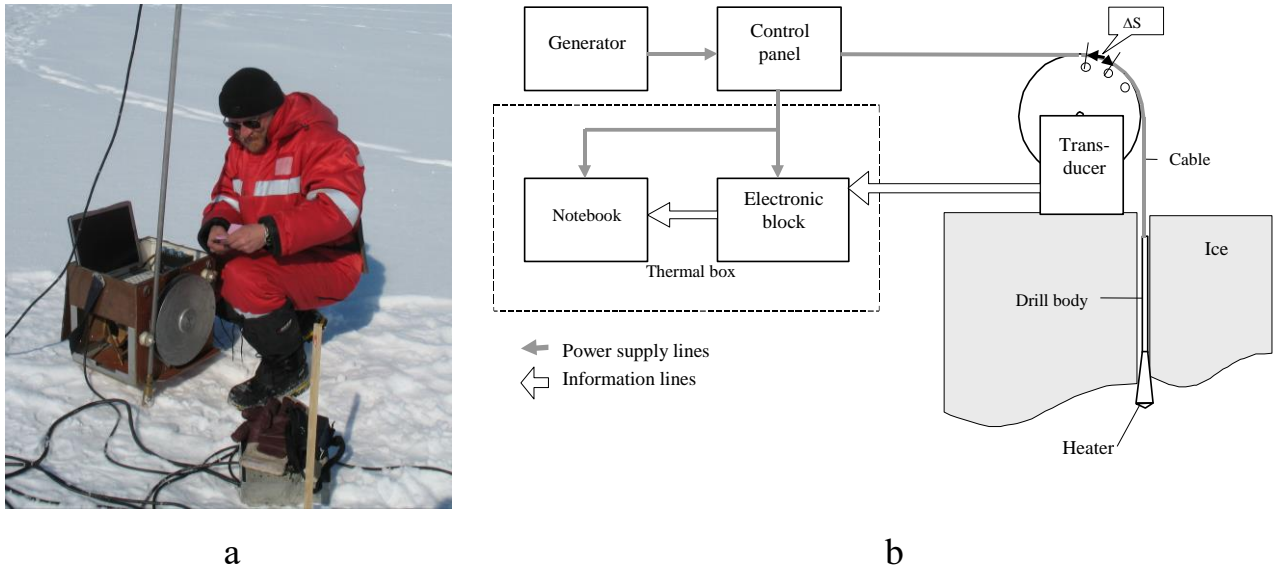 Generator
Control
panel
ΔS
Trans-
ducer
Cable
Notebook
Electronic
block
Thermal box
Ice
Drill body
Power supply lines
Information lines
Heater
a
b